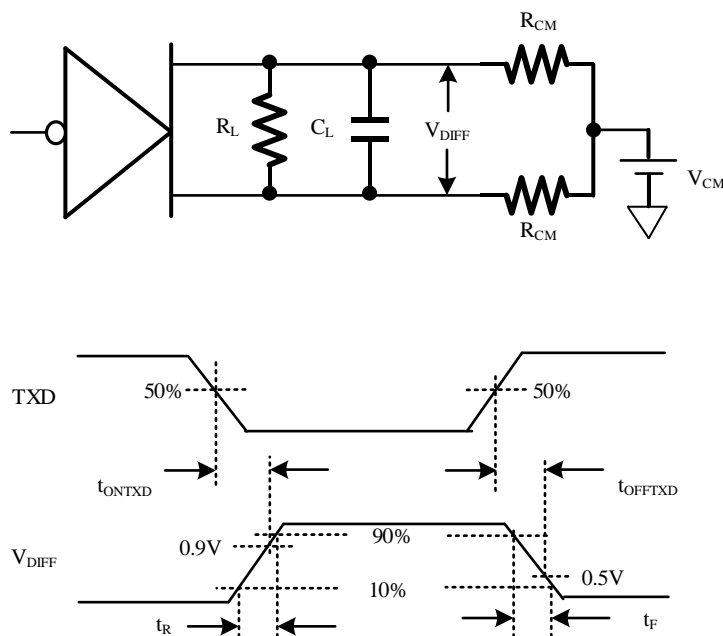 R_CM
R_L C_L V_DIFF
V_CM
R_CM
TXD 50% 50%
t_ONTXD t_OFFTXD
V_DIFF 0.9V 90% 0.5V
10%
t_R t_F